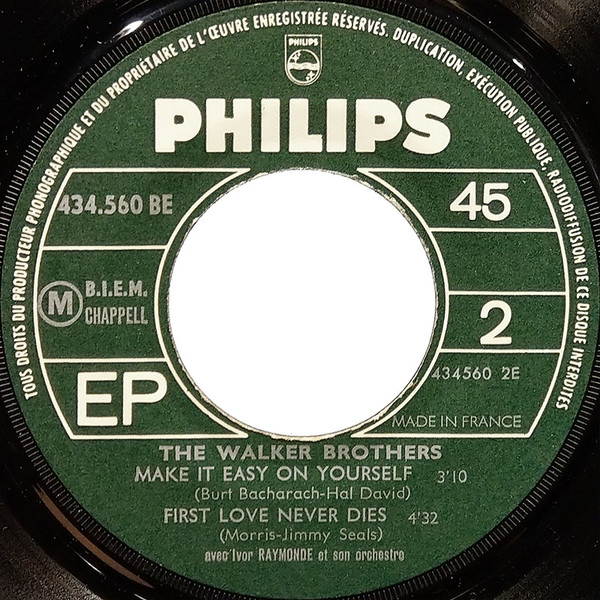 TOUS DROITS DU PRODUCTEUR PHONOGRAPHIQUE ET DU PROPRIÉTAIRE DE L'ŒUVRE ENREGISTRÉE RÉSERVÉS. DUPLICATION, EXÉCUTION PUBLIQUE, RADIODIFFUSION DE CE DISQUE INTERDITES
PHILIPS
PHILIPS
434.560 BE
45
M
B.I.E.M.
CHAPPELL
2
434560 2E
EP
MADE IN FRANCE
THE WALKER BROTHERS
MAKE IT EASY ON YOURSELF 3'10
(Burt Bacharach-Hal David)
FIRST LOVE NEVER DIES 4'32
(Morris-Jimmy Seals)
avec Ivor RAYMONDE et son orchestre